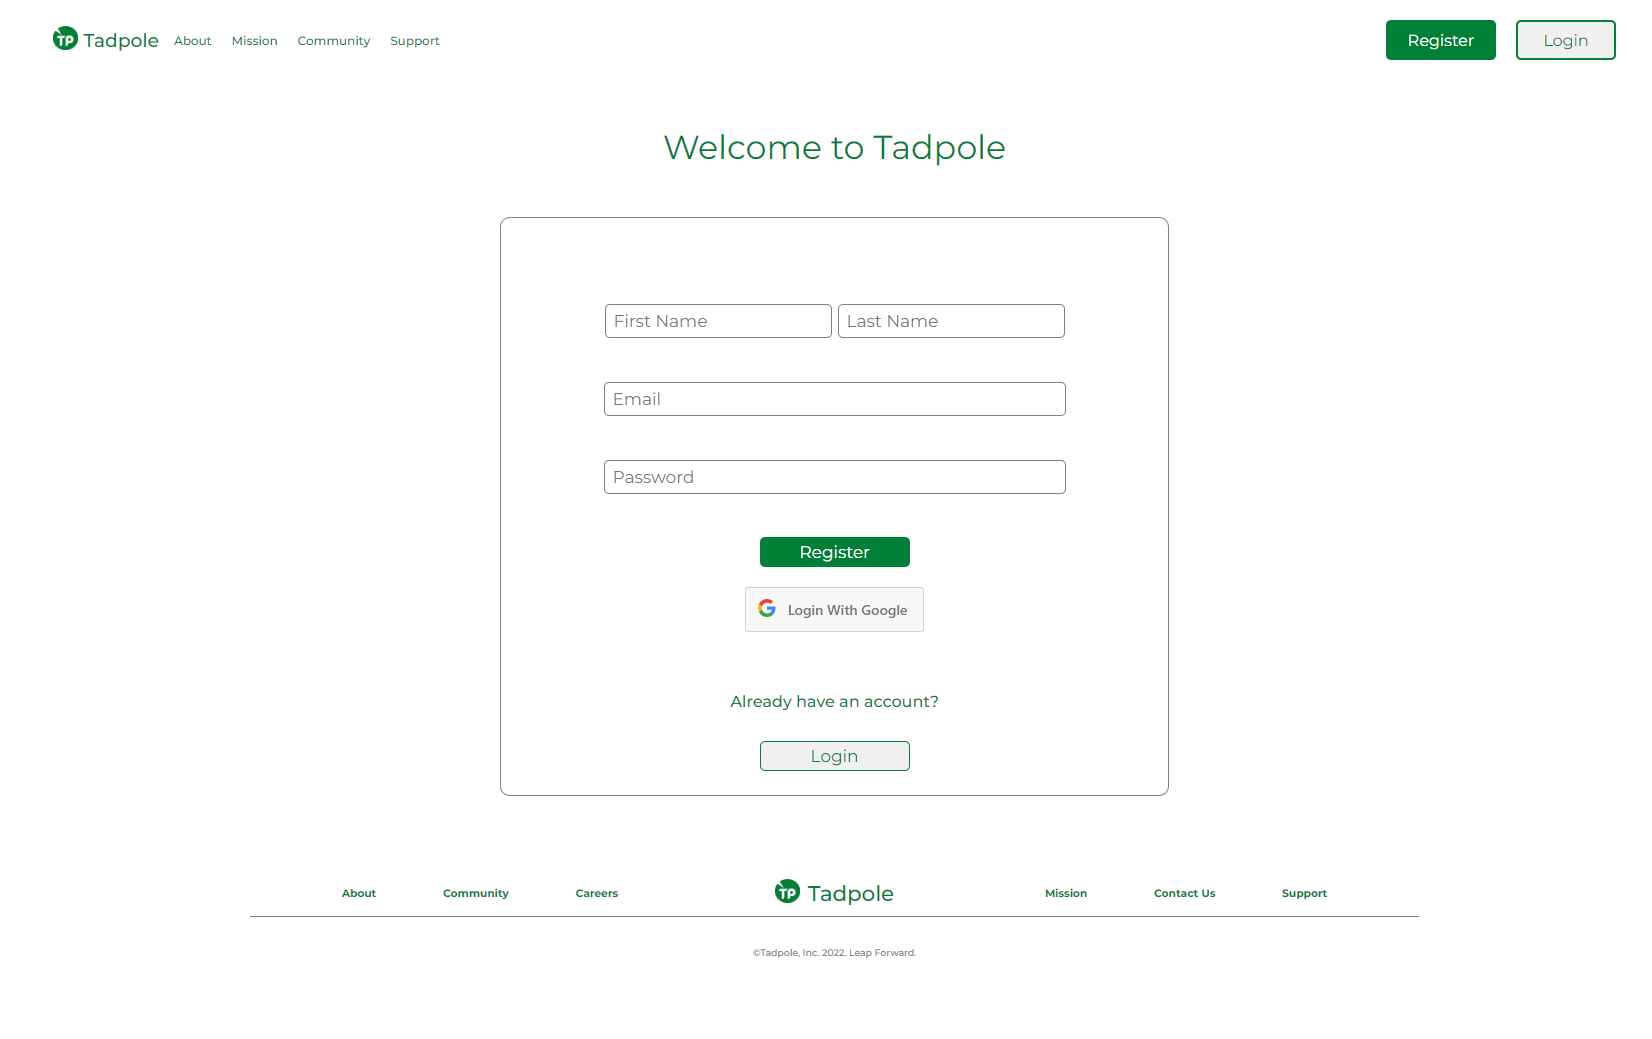 TP Tadpole About Mission Community Support Register Login
Welcome to Tadpole
First Name Last Name
Email
Password
Register
Login With Google
Already have an account?
Login
About Community Careers TP Tadpole Mission Contact Us Support
©Tadpole, Inc. 2022. Leap Forward.